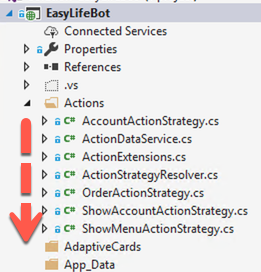 EasyLifeBot
Connected Services
Properties
References
.vs
Actions
C# AccountActionStrategy.cs
C# ActionDataService.cs
C# ActionExtensions.cs
C# ActionStrategyResolver.cs
C# OrderActionStrategy.cs
C# ShowAccountActionStrategy.cs
C# ShowMenuActionStrategy.cs
AdaptiveCards
App_Data